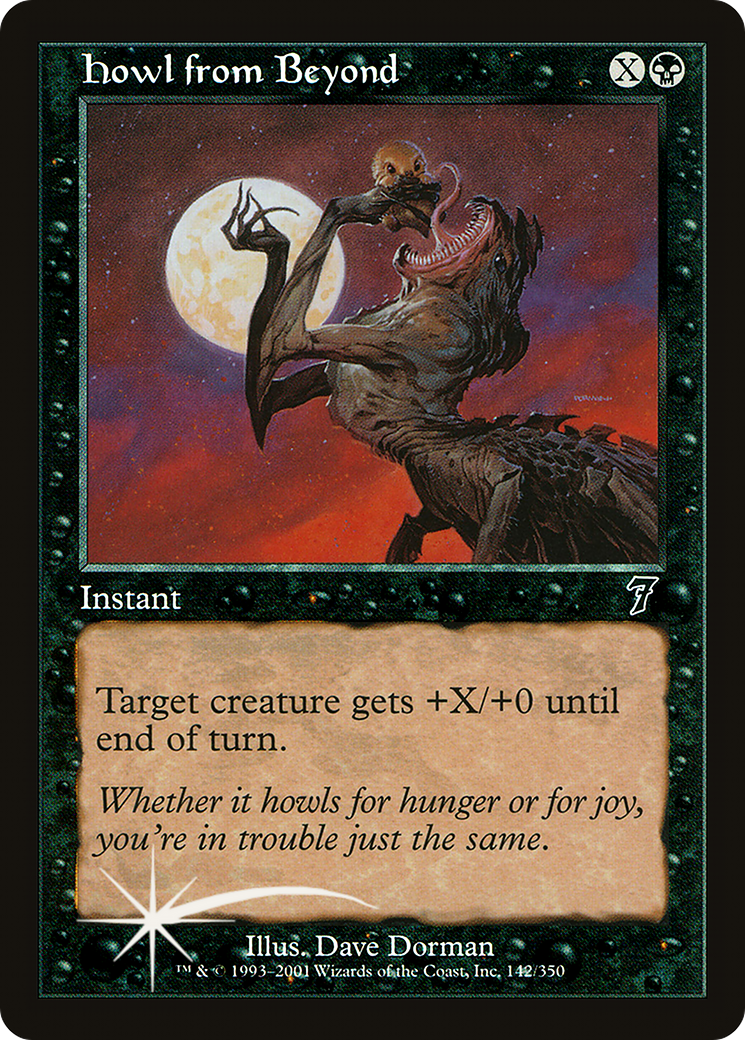 Howl from Beyond
X
Instant
7
Target creature gets +X/+0 until
end of turn.
Whether it howls for hunger or for joy,
you're in trouble just the same.
Illus. Dave Dorman
™ & © 1993–2001 Wizards of the Coast, Inc. 142/350